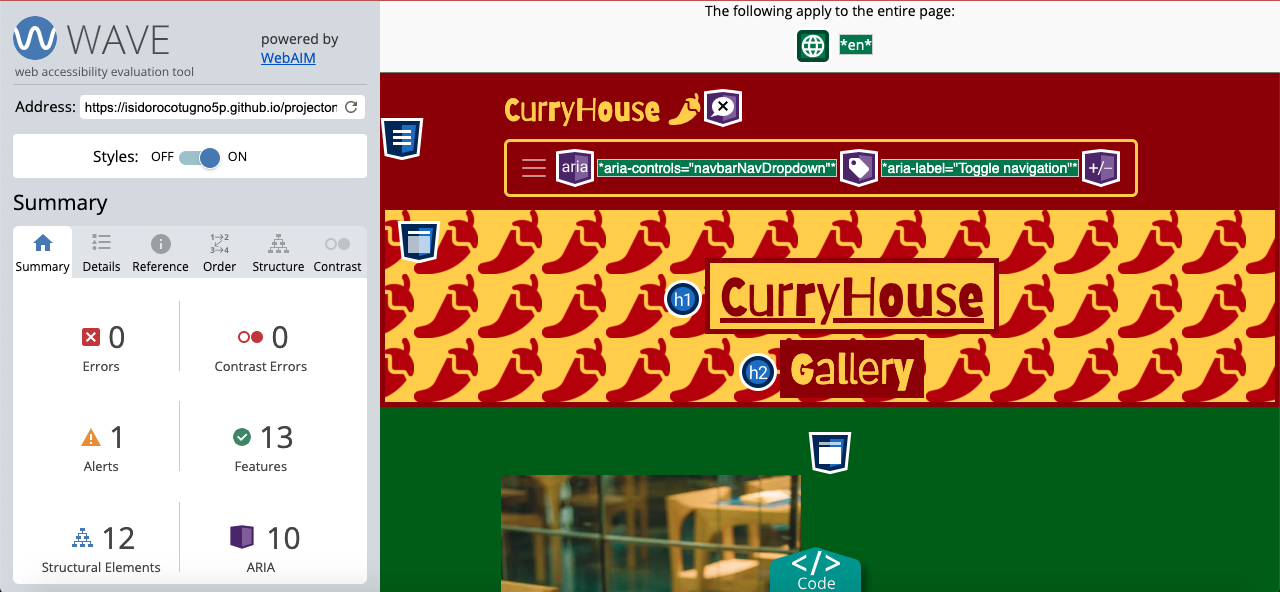 WAVE
web accessibility evaluation tool
powered by
WebAIM
Address: https://isidorocotugno5p.github.io/projecton
Styles: OFF ON
Summary
Summary Details Reference Order Structure Contrast
0
Errors
0
Contrast Errors
1
Alerts
13
Features
12
Structural Elements
10
ARIA
The following apply to the entire page:
*en*
CurryHouse
aria *aria-controls="navbarNavDropdown"* *aria-label="Toggle navigation"* +/-
h1 CurryHouse
h2 Gallery
</>
Code